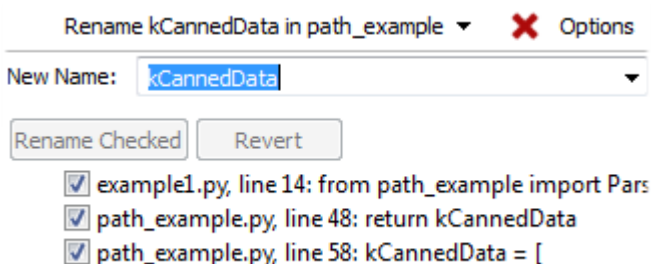 Rename kCannedData in path_example Options
New Name: kCannedData
Rename Checked Revert
example1.py, line 14: from path_example import Pars
path_example.py, line 48: return kCannedData
path_example.py, line 58: kCannedData = [